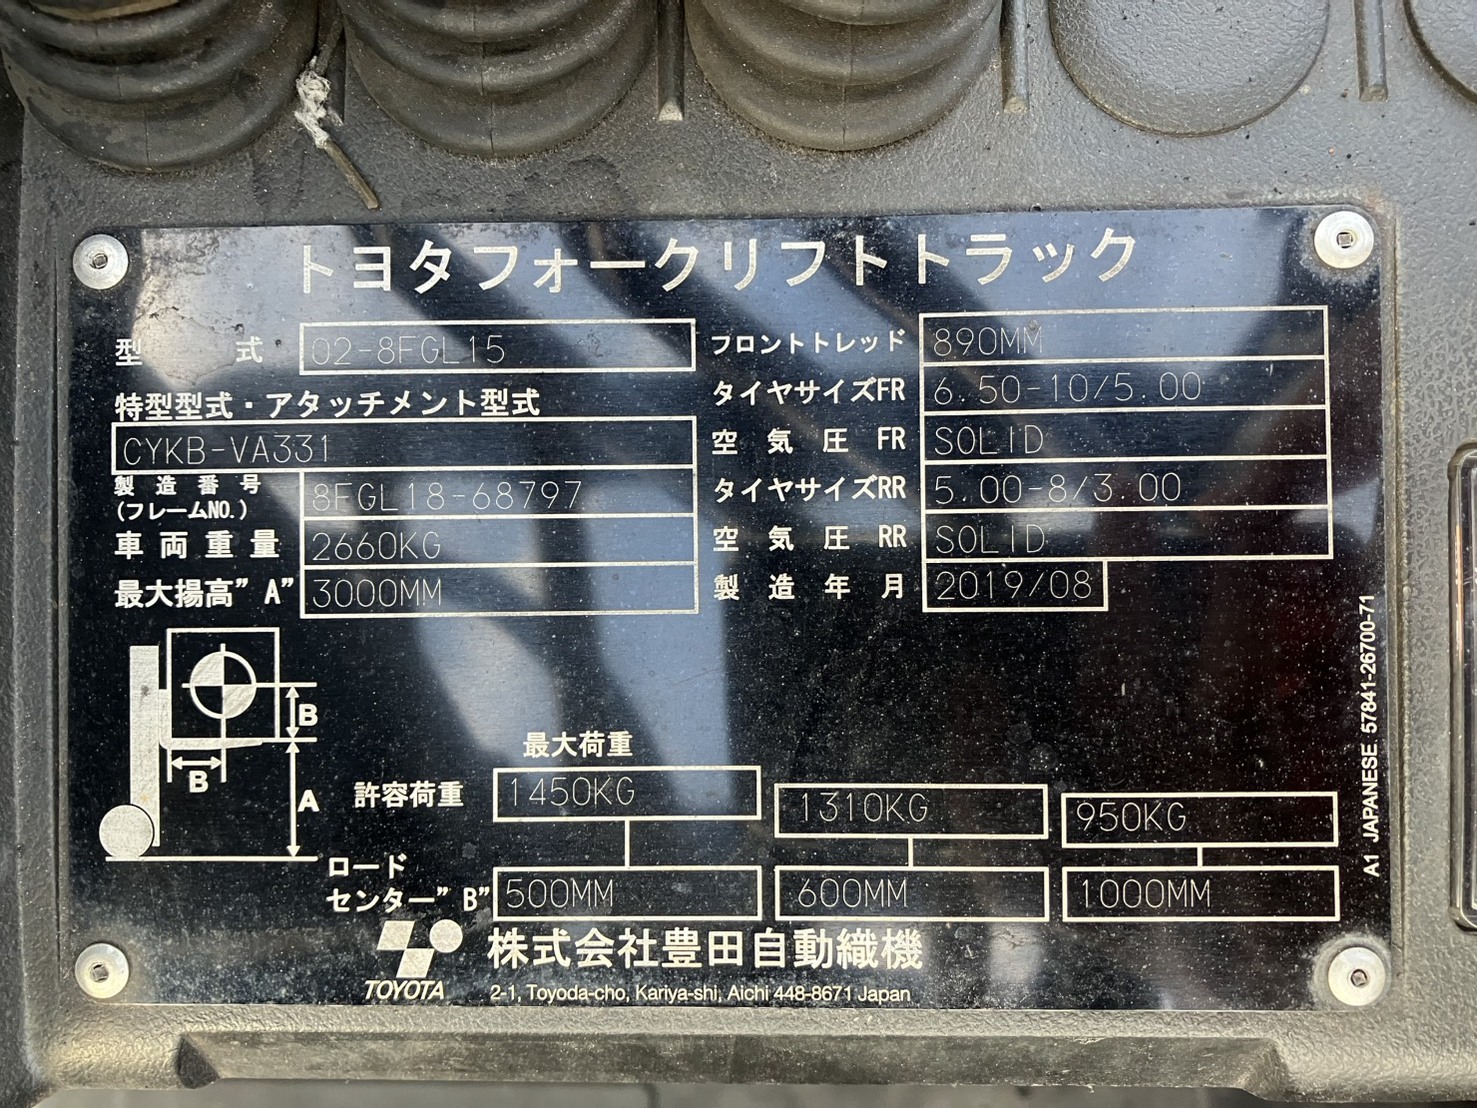 トヨタフォークリフトトラック
型式 02-8FGL15
特型型式・アタッチメント型式
CYKB-VA331
製造番号 (フレームNO.) 8FGL18-68797
車両重量 2660KG
最大揚高"A" 3000MM
フロントトレッド 890MM
タイヤサイズFR 6.50-10/5.00
空気圧 FR SOLID
タイヤサイズRR 5.00-8/3.00
空気圧 RR SOLID
製造年月 2019/08
B
B
A
最大荷重
許容荷重 1450KG 1310KG 950KG
ロード
センター"B" 500MM 600MM 1000MM
TOYOTA 株式会社豊田自動織機
2-1, Toyoda-cho, Kariya-shi, Aichi 448-8671 Japan
A1 JAPANESE 57841-26700-71